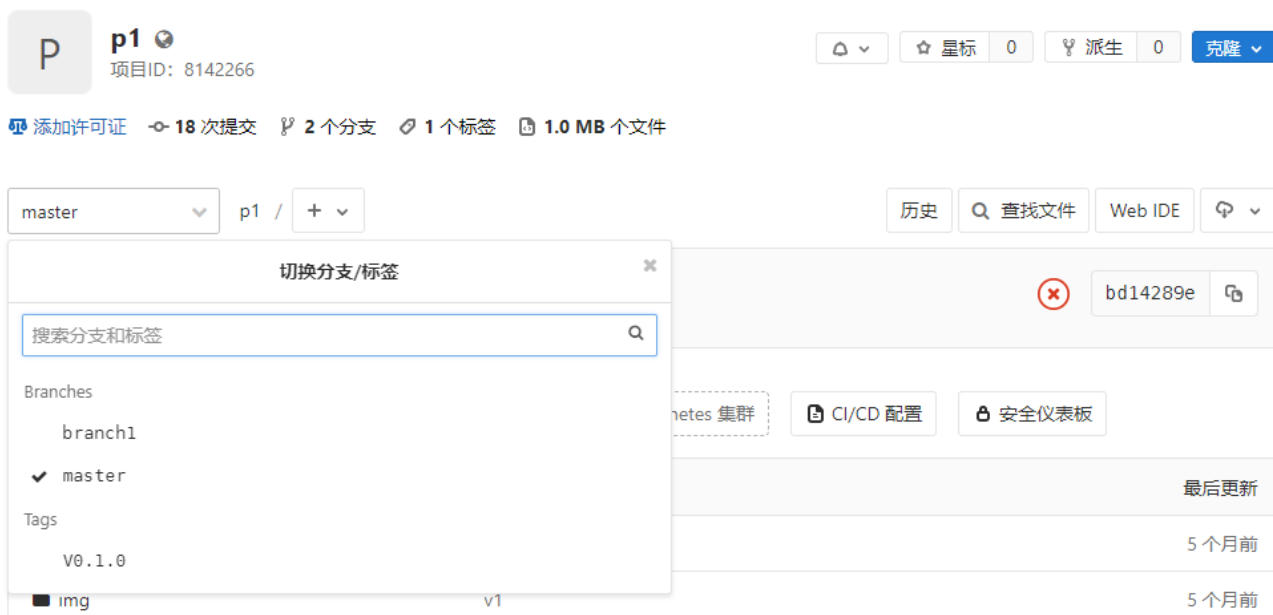 P
p1
项目ID: 8142266
星标 0
派生 0
克隆
添加许可证 18 次提交 2 个分支 1 个标签 1.0 MB 个文件
master
p1 / +
历史
查找文件
Web IDE
切换分支/标签
bd14289e
搜索分支和标签
Branches
branch1
master
Tags
V0.1.0
netes 集群
CI/CD 配置
安全仪表板
最后更新
5 个月前
img v1 5 个月前